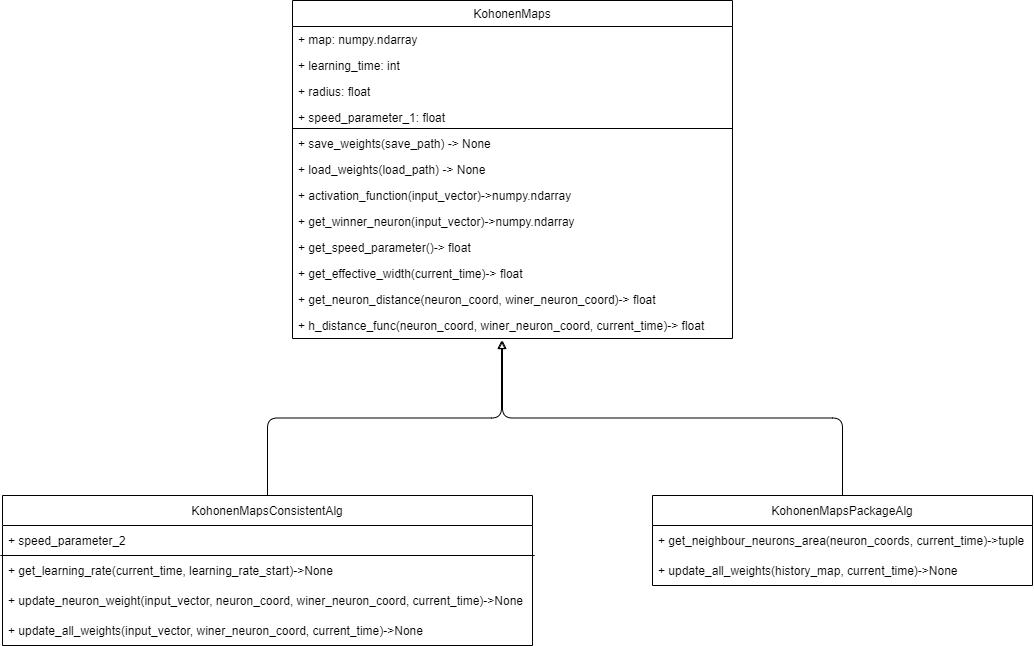 KohonenMaps
+ map: numpy.ndarray
+ learning_time: int
+ radius: float
+ speed_parameter_1: float
+ save_weights(save_path) -> None
+ load_weights(load_path) -> None
+ activation_function(input_vector)->numpy.ndarray
+ get_winner_neuron(input_vector)->numpy.ndarray
+ get_speed_parameter()-> float
+ get_effective_width(current_time)-> float
+ get_neuron_distance(neuron_coord, winer_neuron_coord)-> float
+ h_distance_func(neuron_coord, winer_neuron_coord, current_time)-> float
KohonenMapsConsistentAlg
+ speed_parameter_2
+ get_learning_rate(current_time, learning_rate_start)->None
+ update_neuron_weight(input_vector, neuron_coord, winer_neuron_coord, current_time)->None
+ update_all_weights(input_vector, winer_neuron_coord, current_time)->None
KohonenMapsPackageAlg
+ get_neighbour_neurons_area(neuron_coords, current_time)->tuple
+ update_all_weights(history_map, current_time)->None